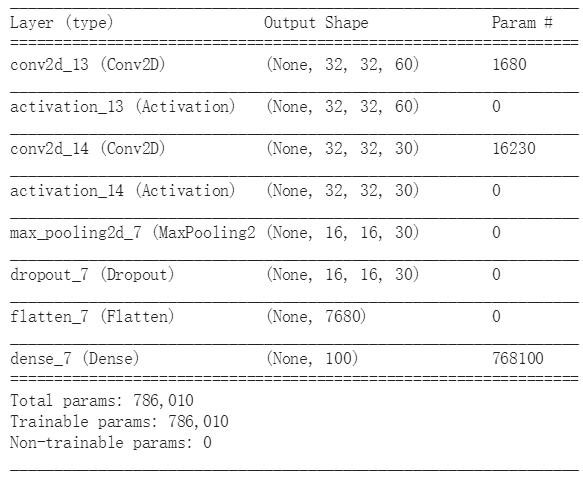 Layer (type) Output Shape Param #
conv2d_13 (Conv2D) (None, 32, 32, 60) 1680
activation_13 (Activation) (None, 32, 32, 60) 0
conv2d_14 (Conv2D) (None, 32, 32, 30) 16230
activation_14 (Activation) (None, 32, 32, 30) 0
max_pooling2d_7 (MaxPooling2 (None, 16, 16, 30) 0
dropout_7 (Dropout) (None, 16, 16, 30) 0
flatten_7 (Flatten) (None, 7680) 0
dense_7 (Dense) (None, 100) 768100
Total params: 786,010
Trainable params: 786,010
Non-trainable params: 0